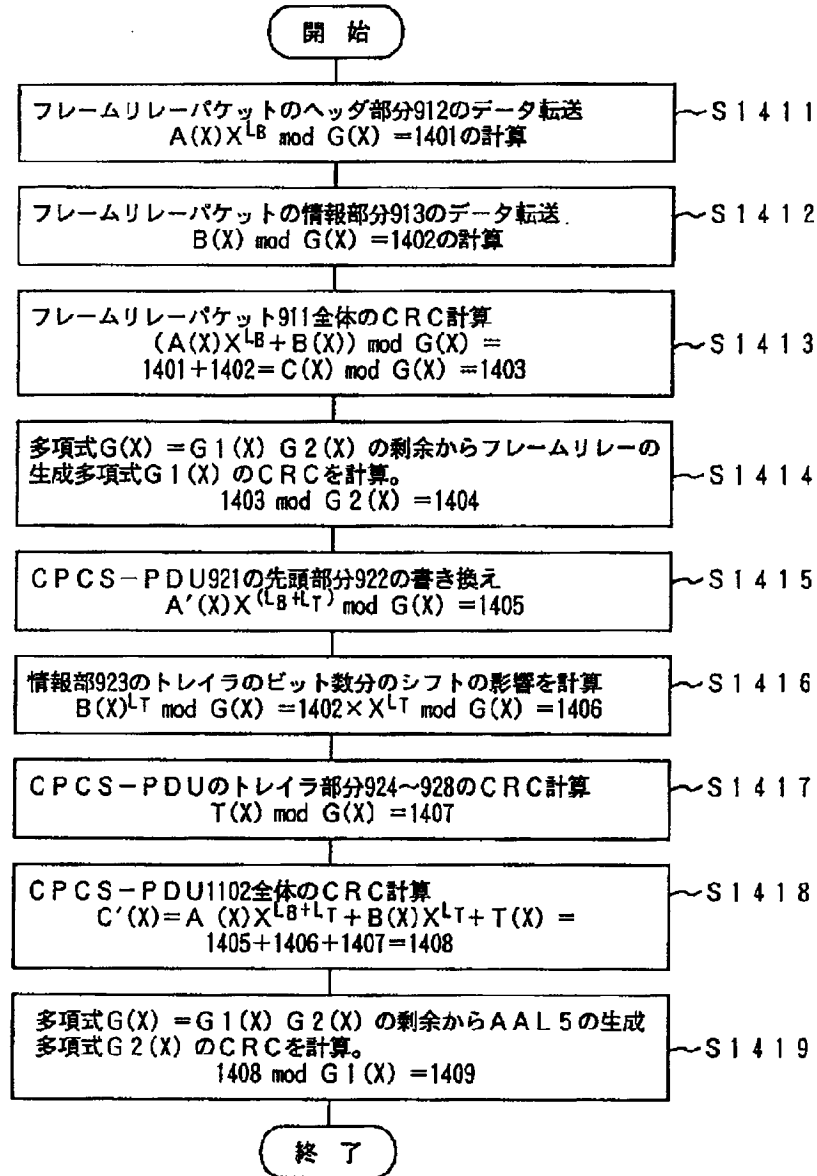 開 始
フレームリレーパケットのヘッダ部分912のデータ転送
A(X)X^LB mod G(X) =1401の計算
~S1411
フレームリレーパケットの情報部分913のデータ転送
B(X) mod G(X) =1402の計算
~S1412
フレームリレーパケット911全体のCRC計算
(A(X)X^LB+B(X)) mod G(X) =
1401+1402=C(X) mod G(X) =1403
~S1413
多項式G(X) =G1(X) G2(X) の剰余からフレームリレーの
生成多項式G1(X) のCRCを計算。
1403 mod G2(X) =1404
~S1414
CPCS-PDU921の先頭部分922の書き換え
A′(X)X^(LB+LT) mod G(X) =1405
~S1415
情報部923のトレイラのビット数分のシフトの影響を計算
B(X)^LT mod G(X) =1402×X^LT mod G(X) =1406
~S1416
CPCS-PDUのトレイラ部分924~928のCRC計算
T(X) mod G(X) =1407
~S1417
CPCS-PDU1102全体のCRC計算
C′(X)=A (X)X^LB+LT+B(X)X^LT+T(X) =
1405+1406+1407=1408
~S1418
多項式G(X) =G1(X) G2(X) の剰余からAAL5の生成
多項式G2(X) のCRCを計算。
1408 mod G1(X) =1409
~S1419
終 了